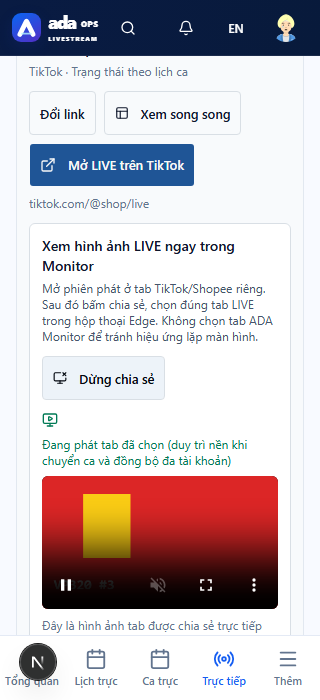 ada OPS
LIVESTREAM
EN
TikTok · Trạng thái theo lịch ca
Đổi link
Xem song song
Mở LIVE trên TikTok
tiktok.com/@shop/live
Xem hình ảnh LIVE ngay trong
Monitor
Mở phiên phát ở tab TikTok/Shopee riêng.
Sau đó bấm chia sẻ, chọn đúng tab LIVE
trong hộp thoại Edge. Không chọn tab ADA
Monitor để tránh hiệu ứng lặp màn hình.
Dừng chia sẻ
Đang phát tab đã chọn (duy trì nền khi
chuyển ca và đồng bộ đa tài khoản)
#3
Đây là hình ảnh tab được chia sẻ trực tiếp
N
Tổng quan
Lịch trực
Ca trực
Trực tiếp
Thêm